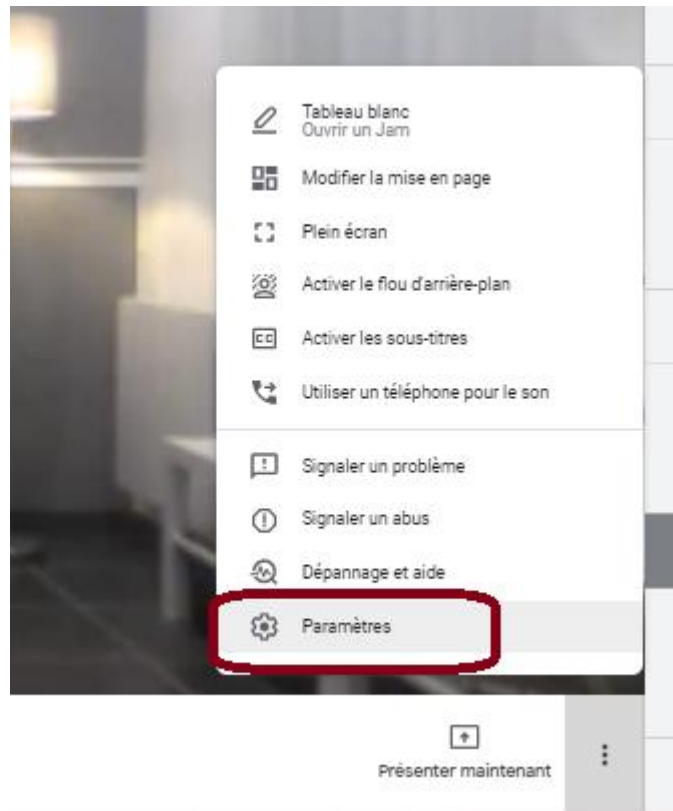 Tableau blanc
Ouvrir un Jam
Modifier la mise en page
Plein écran
Activer le flou d'arrière-plan
Activer les sous-titres
Utiliser un téléphone pour le son
Signaler un problème
Signaler un abus
Dépannage et aide
Paramètres
Présenter maintenant